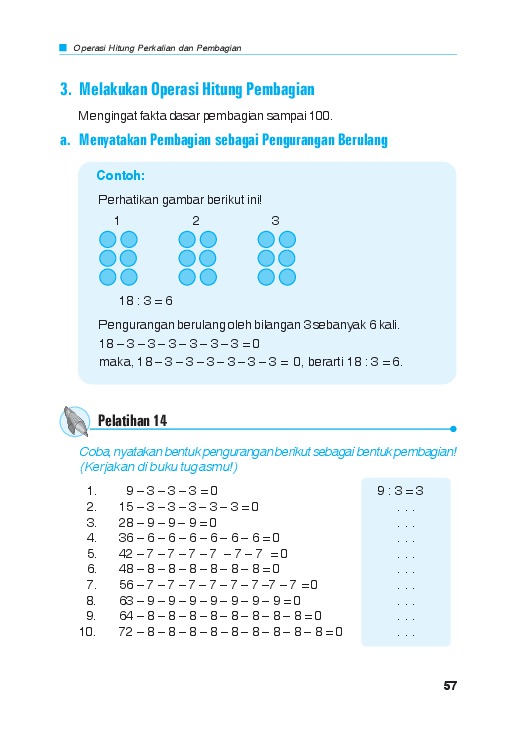 Operasi Hitung Perkalian dan Pembagian
3. Melakukan Operasi Hitung Pembagian
Mengingat fakta dasar pembagian sampai 100.
a. Menyatakan Pembagian sebagai Pengurangan Berulang
Contoh:
Perhatikan gambar berikut ini!
1 2 3
18 : 3 = 6
Pengurangan berulang oleh bilangan 3 sebanyak 6 kali.
18 – 3 – 3 – 3 – 3 – 3 – 3 = 0
maka, 18 – 3 – 3 – 3 – 3 – 3 – 3 = 0, berarti 18 : 3 = 6.
Pelatihan 14
Coba, nyatakan bentuk pengurangan berikut sebagai bentuk pembagian!
(Kerjakan di buku tugasmu!)
1. 9 – 3 – 3 – 3 = 0 9 : 3 = 3
2. 15 – 3 – 3 – 3 – 3 – 3 = 0 . . .
3. 28 – 9 – 9 – 9 = 0 . . .
4. 36 – 6 – 6 – 6 – 6 – 6 – 6 = 0 . . .
5. 42 – 7 – 7 – 7 – 7 – 7 – 7 = 0 . . .
6. 48 – 8 – 8 – 8 – 8 – 8 – 8 = 0 . . .
7. 56 – 7 – 7 – 7 – 7 – 7 – 7 – 7 – 7 = 0 . . .
8. 63 – 9 – 9 – 9 – 9 – 9 – 9 – 9 = 0 . . .
9. 64 – 8 – 8 – 8 – 8 – 8 – 8 – 8 – 8 = 0 . . .
10. 72 – 8 – 8 – 8 – 8 – 8 – 8 – 8 – 8 – 8 = 0 . . .
57